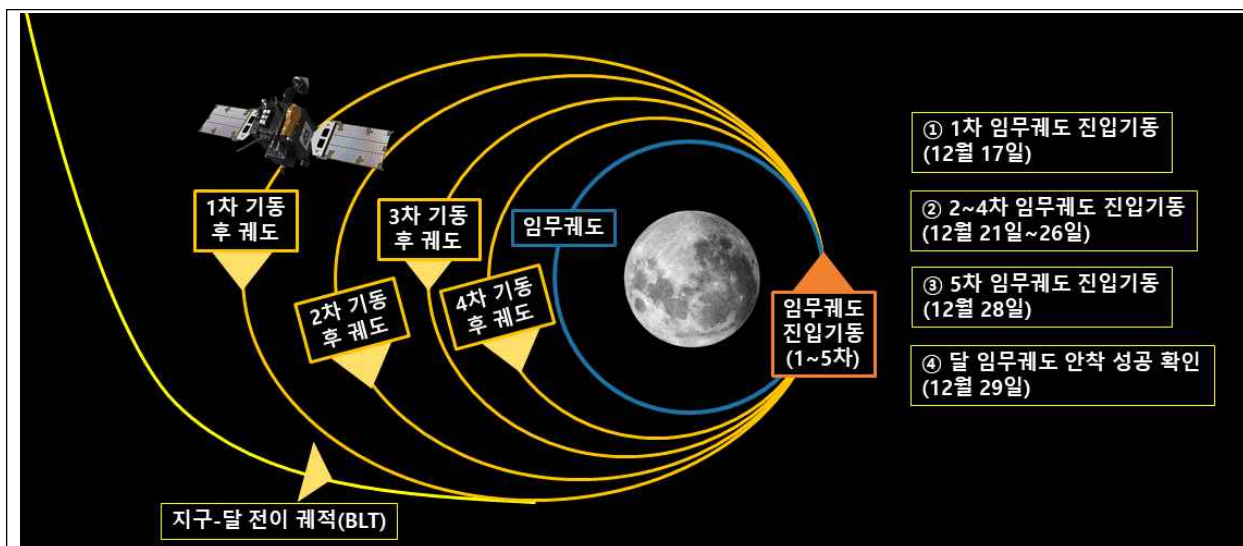 1차 기동
후 궤도
2차 기동
후 궤도
3차 기동
후 궤도
4차 기동
후 궤도
임무궤도
임무궤도
진입기동
(1~5차)
지구-달 전이 궤적(BLT)
① 1차 임무궤도 진입기동
(12월 17일)
② 2~4차 임무궤도 진입기동
(12월 21일~26일)
③ 5차 임무궤도 진입기동
(12월 28일)
④ 달 임무궤도 안착 성공 확인
(12월 29일)